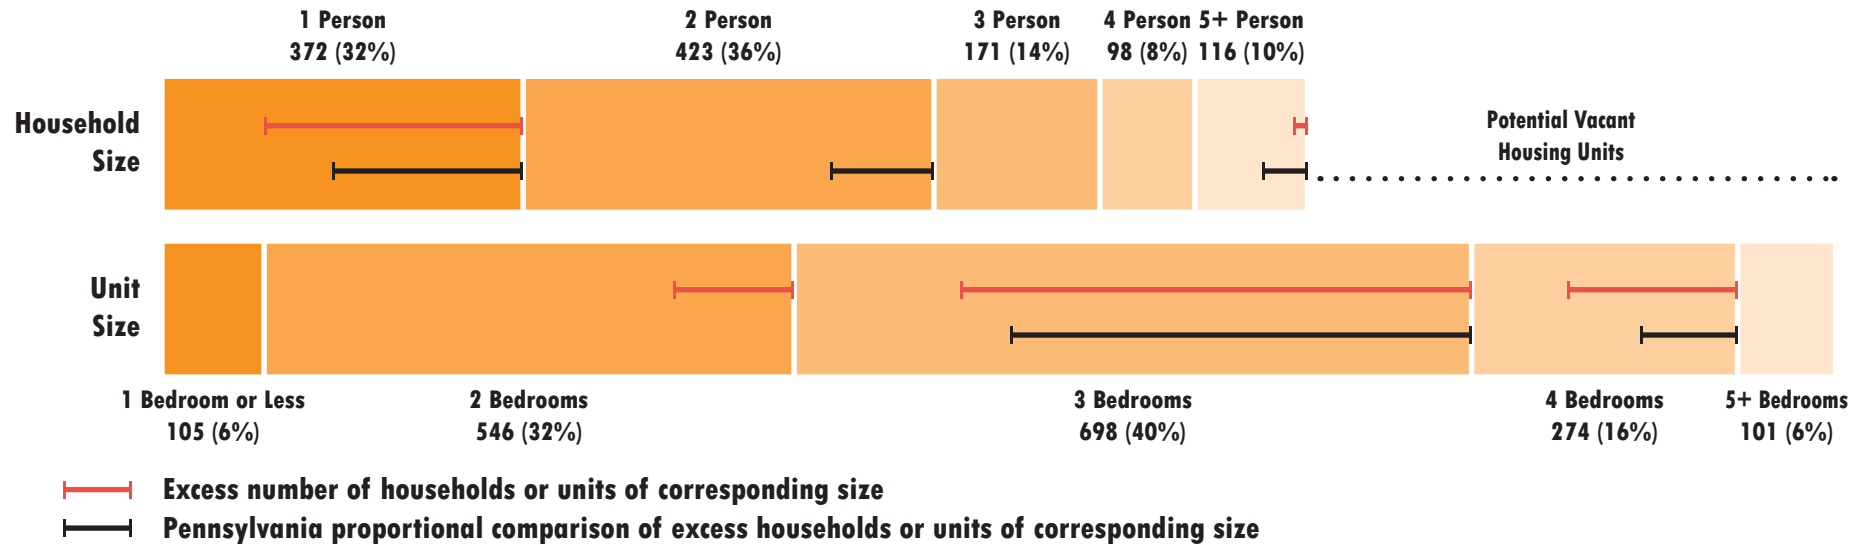 1 Person
372 (32%)
2 Person
423 (36%)
3 Person
171 (14%)
4 Person
98 (8%)
5+ Person
116 (10%)
Household
Size
Potential Vacant
Housing Units
Unit
Size
1 Bedroom or Less
105 (6%)
2 Bedrooms
546 (32%)
3 Bedrooms
698 (40%)
4 Bedrooms
274 (16%)
5+ Bedrooms
101 (6%)
Excess number of households or units of corresponding size
Pennsylvania proportional comparison of excess households or units of corresponding size